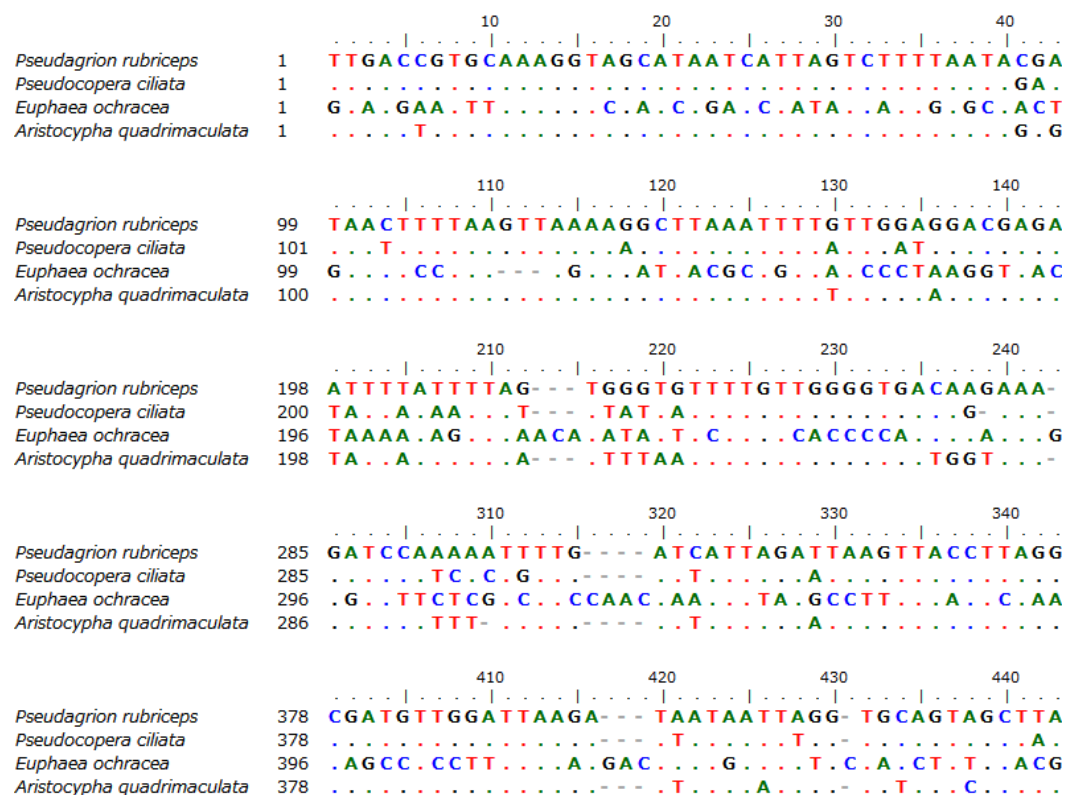 10 20 30 40
....|....|....|....|....|....|....|....|...
Pseudagrion rubriceps 1 TTGACCGTGCAAAGGTAGCATAATCATTAGTCTTTTAATACGA
Pseudocopera ciliata 1 ........................................GA.
Euphaea ochracea 1 G.A.GAA.TT......C.A.C.GA.C.ATA..A..G.GC.ACT
Aristocypha quadrimaculata 1 .....T..................................G.G
110 120 130 140
....|....|....|....|....|....|....|....|...
Pseudagrion rubriceps 99 TAACTTTTAAGTTAAAAGGCTTAAATTTTGTTGGAGGACGAGA
Pseudocopera ciliata 101 ...T.............A...........A...AT........
Euphaea ochracea 99 G....CC...---.G...AT.ACGC.G..A.CCCTAAGGT.AC
Aristocypha quadrimaculata 100 .............................T.....A.......
210 220 230 240
....|....|....|....|....|....|....|....|...
Pseudagrion rubriceps 198 ATTTTATTTTAG---TGGGTGTTTTGTTGGGGTGACAAGAAA-
Pseudocopera ciliata 200 TA..A.AA...T---.TAT.A................G-...-
Euphaea ochracea 196 TAAAA.AG...AACA.ATA.T.C....CACCCCA....A...G
Aristocypha quadrimaculata 198 TA..A......A---.TTTAA..............TGGT...-
310 320 330 340
....|....|....|....|....|....|....|....|...
Pseudagrion rubriceps 285 GATCCAAAAATTTTG----ATCATTAGATTAAGTTACCTTAGG
Pseudocopera ciliata 285 ......TC.C.G...----..T......A..............
Euphaea ochracea 296 .G..TTCTCG.C..CCAAC.AA...TA.GCCTT...A..C.AA
Aristocypha quadrimaculata 286 ......TTT-.....----..T......A..............
410 420 430 440
....|....|....|....|....|....|....|....|...
Pseudagrion rubriceps 378 CGATGTTGGATTAAGA---TAATAATTAGG-TGCAGTAGCTTA
Pseudocopera ciliata 378 ................---.T......T..-..........A.
Euphaea ochracea 396 .AGCC.CCTT....A.GAC....G....T.C.A.CT.T..ACG
Aristocypha quadrimaculata 378 ................---.T....A....-..T...C.....